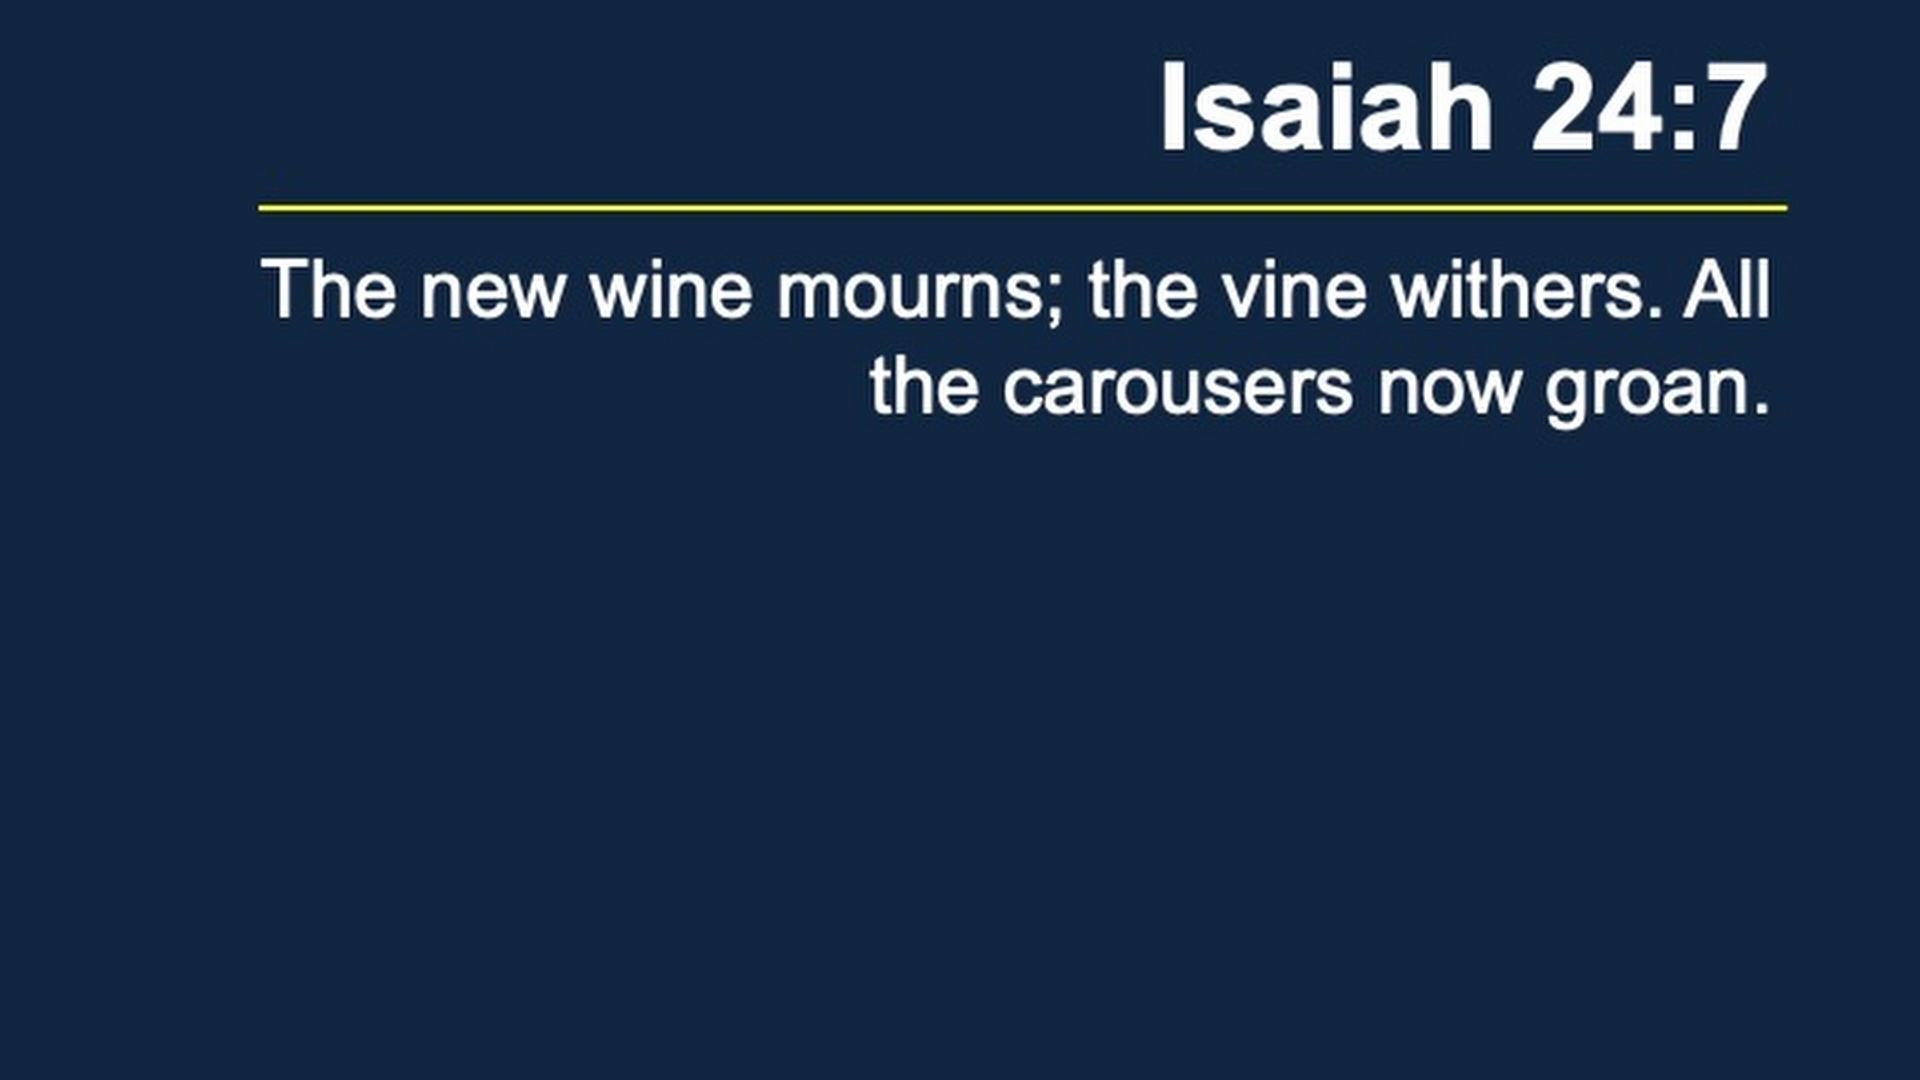 Isaiah 24:7
The new wine mourns; the vine withers. All
the carousers now groan.